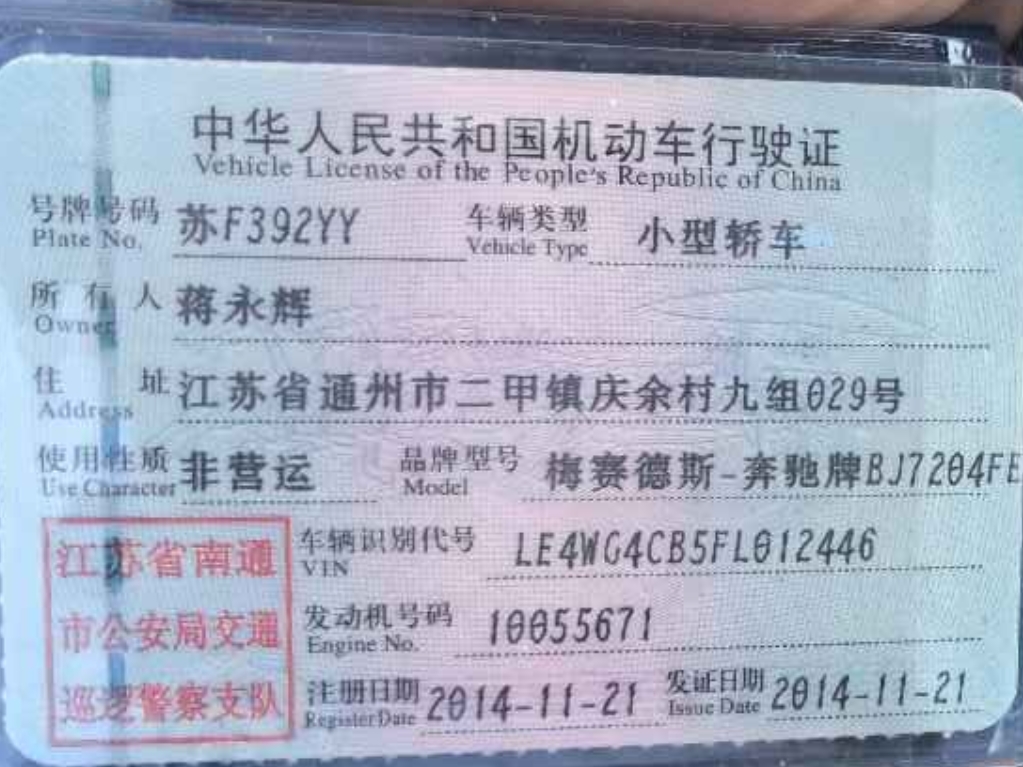 中华人民共和国机动车行驶证
Vehicle License of the People's Republic of China
号牌号码 苏F392YY 车辆类型 小型轿车
Plate No. Vehicle Type
所有人 蒋永辉
Owner
住址 江苏省通州市二甲镇庆余村九组029号
Address
使用性质 非营运 品牌型号 梅赛德斯-奔驰牌BJ7204FE
Use Character Model
江苏省南通 车辆识别代号 LE4WG4CB5FL012446
VIN
市公安局交通 发动机号码 10055671
Engine No.
巡逻警察支队 注册日期 2014-11-21 发证日期 2014-11-21
Register Date Issue Date